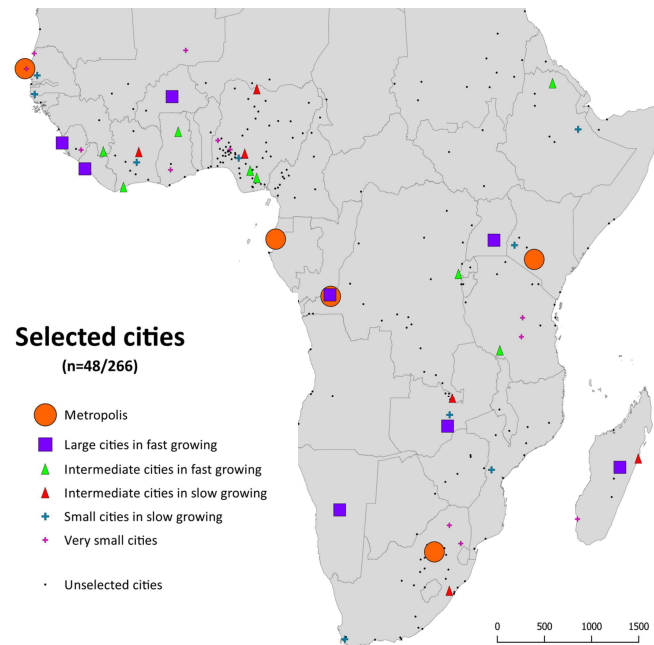 Selected cities
(n=48/266)
Metropolis
Large cities in fast growing
Intermediate cities in fast growing
Intermediate cities in slow growing
Small cities in slow growing
Very small cities
Unselected cities
0 500 1000 1500